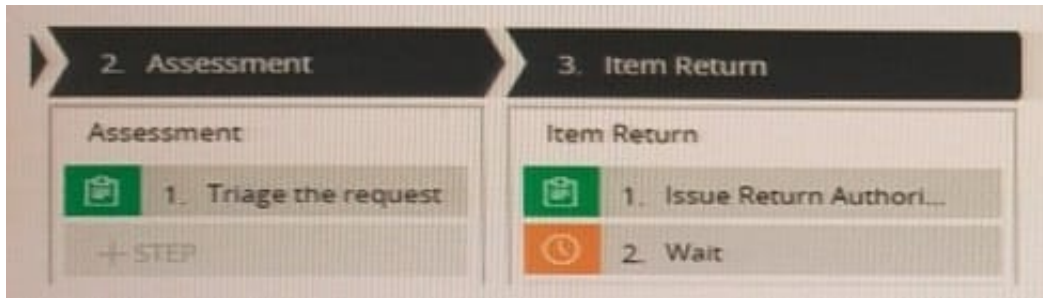 2. Assessment
3. Item Return
Assessment
1. Triage the request
+ STEP
Item Return
1. Issue Return Authori...
2. Wait